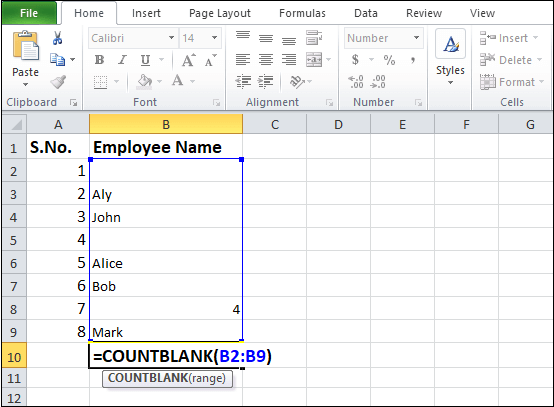 File Home Insert Page Layout Formulas Data Review View
Calibri 14 Number
Paste B I U $ % , Styles Insert
Delete
Format
Clipboard Font Alignment Number Cells
A B C D E F G
1 S.No. Employee Name
2 1
3 2 Aly
4 3 John
5 4
6 5 Alice
7 6 Bob
8 7 4
9 8 Mark
10 =COUNTBLANK(B2:B9)
11 COUNTBLANK(range)
12